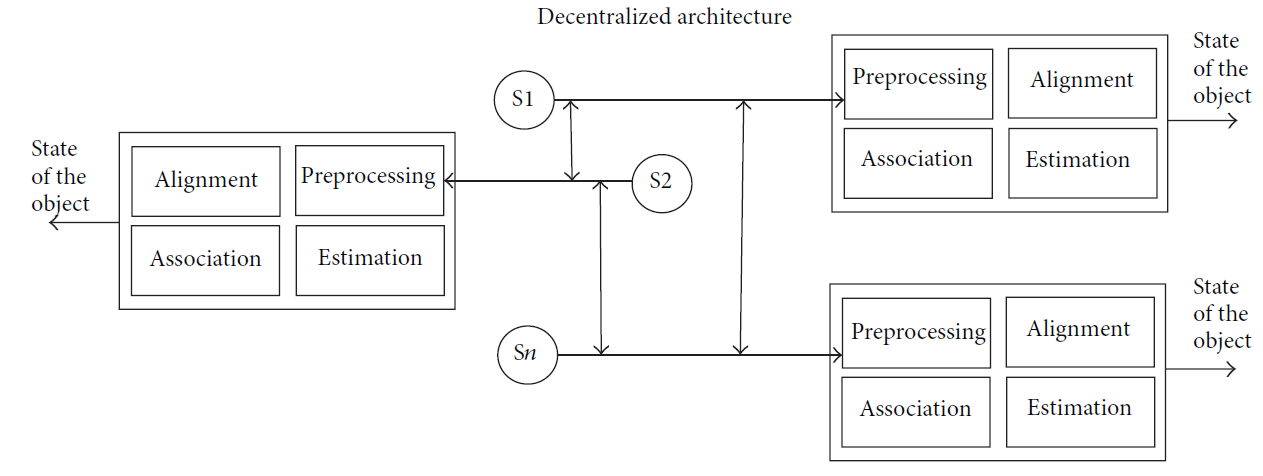 Decentralized architecture
S1
S2
Sn
State
of the
object
Alignment
Preprocessing
Association
Estimation
Preprocessing
Alignment
Association
Estimation
State
of the
object
Preprocessing
Alignment
Association
Estimation
State
of the
object